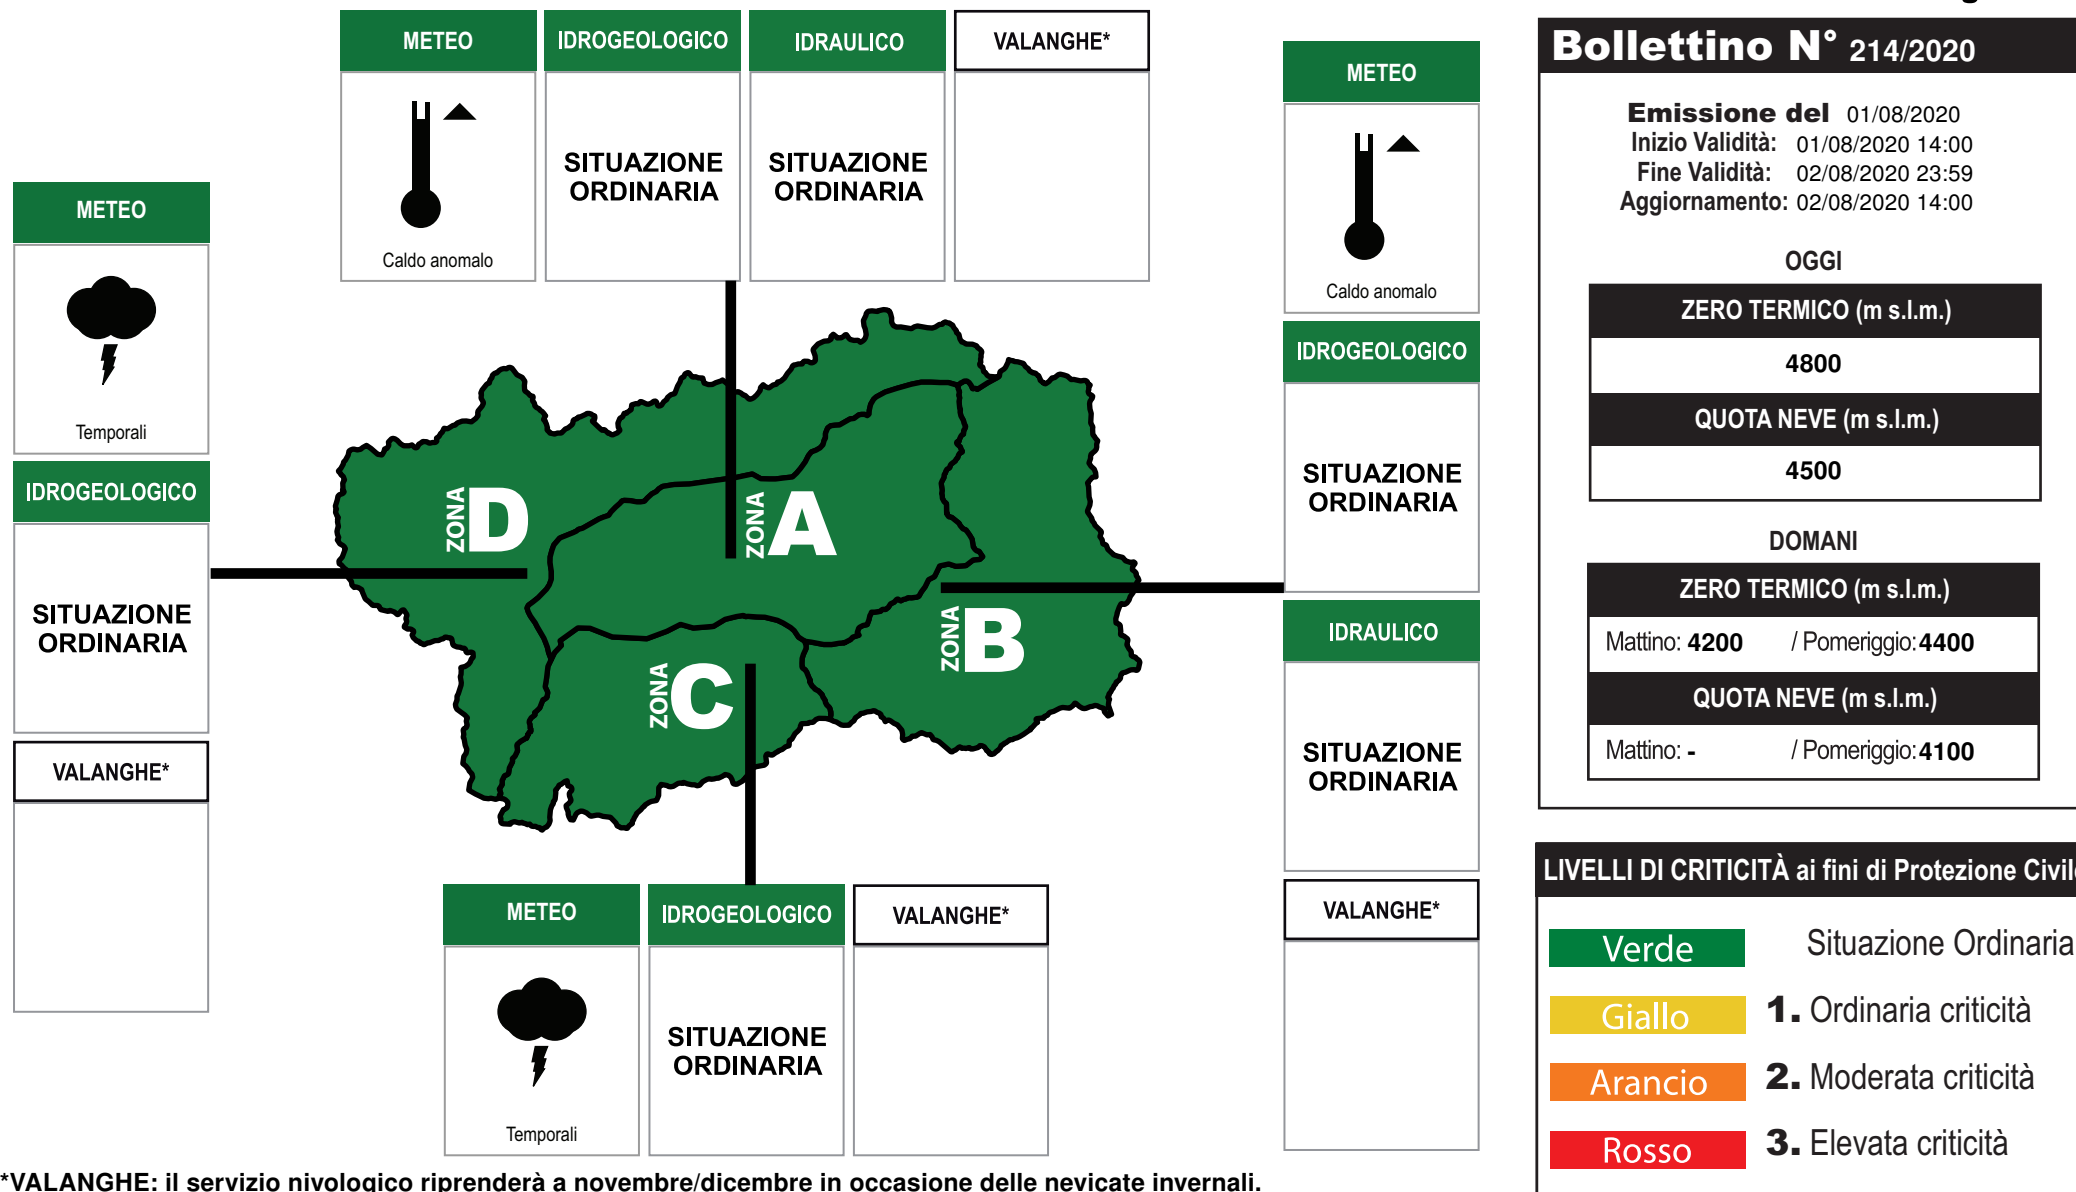 METEO
IDROGEOLOGICO
IDRAULICO
VALANGHE*
Caldo anomalo
SITUAZIONE
ORDINARIA
SITUAZIONE
ORDINARIA
METEO
Temporali
IDROGEOLOGICO
SITUAZIONE
ORDINARIA
VALANGHE*
ZONA D
ZONA A
ZONA B
ZONA C
METEO
Caldo anomalo
IDROGEOLOGICO
SITUAZIONE
ORDINARIA
IDRAULICO
SITUAZIONE
ORDINARIA
VALANGHE*
METEO
IDROGEOLOGICO
VALANGHE*
Temporali
SITUAZIONE
ORDINARIA
*VALANGHE: il servizio nivologico riprenderà a novembre/dicembre in occasione delle nevicate invernali.
Bollettino N° 214/2020
Emissione del 01/08/2020
Inizio Validità: 01/08/2020 14:00
Fine Validità: 02/08/2020 23:59
Aggiornamento: 02/08/2020 14:00
OGGI
ZERO TERMICO (m s.l.m.)
4800
QUOTA NEVE (m s.l.m.)
4500
DOMANI
ZERO TERMICO (m s.l.m.)
Mattino: 4200 / Pomeriggio: 4400
QUOTA NEVE (m s.l.m.)
Mattino: - / Pomeriggio: 4100
LIVELLI DI CRITICITÀ ai fini di Protezione Civile
Verde Situazione Ordinaria
Giallo 1. Ordinaria criticità
Arancio 2. Moderata criticità
Rosso 3. Elevata criticità